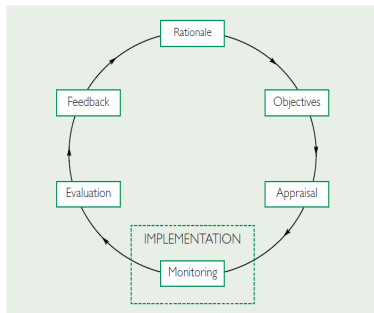 Rationale
Feedback
Objectives
Evaluation
Appraisal
IMPLEMENTATION
Monitoring